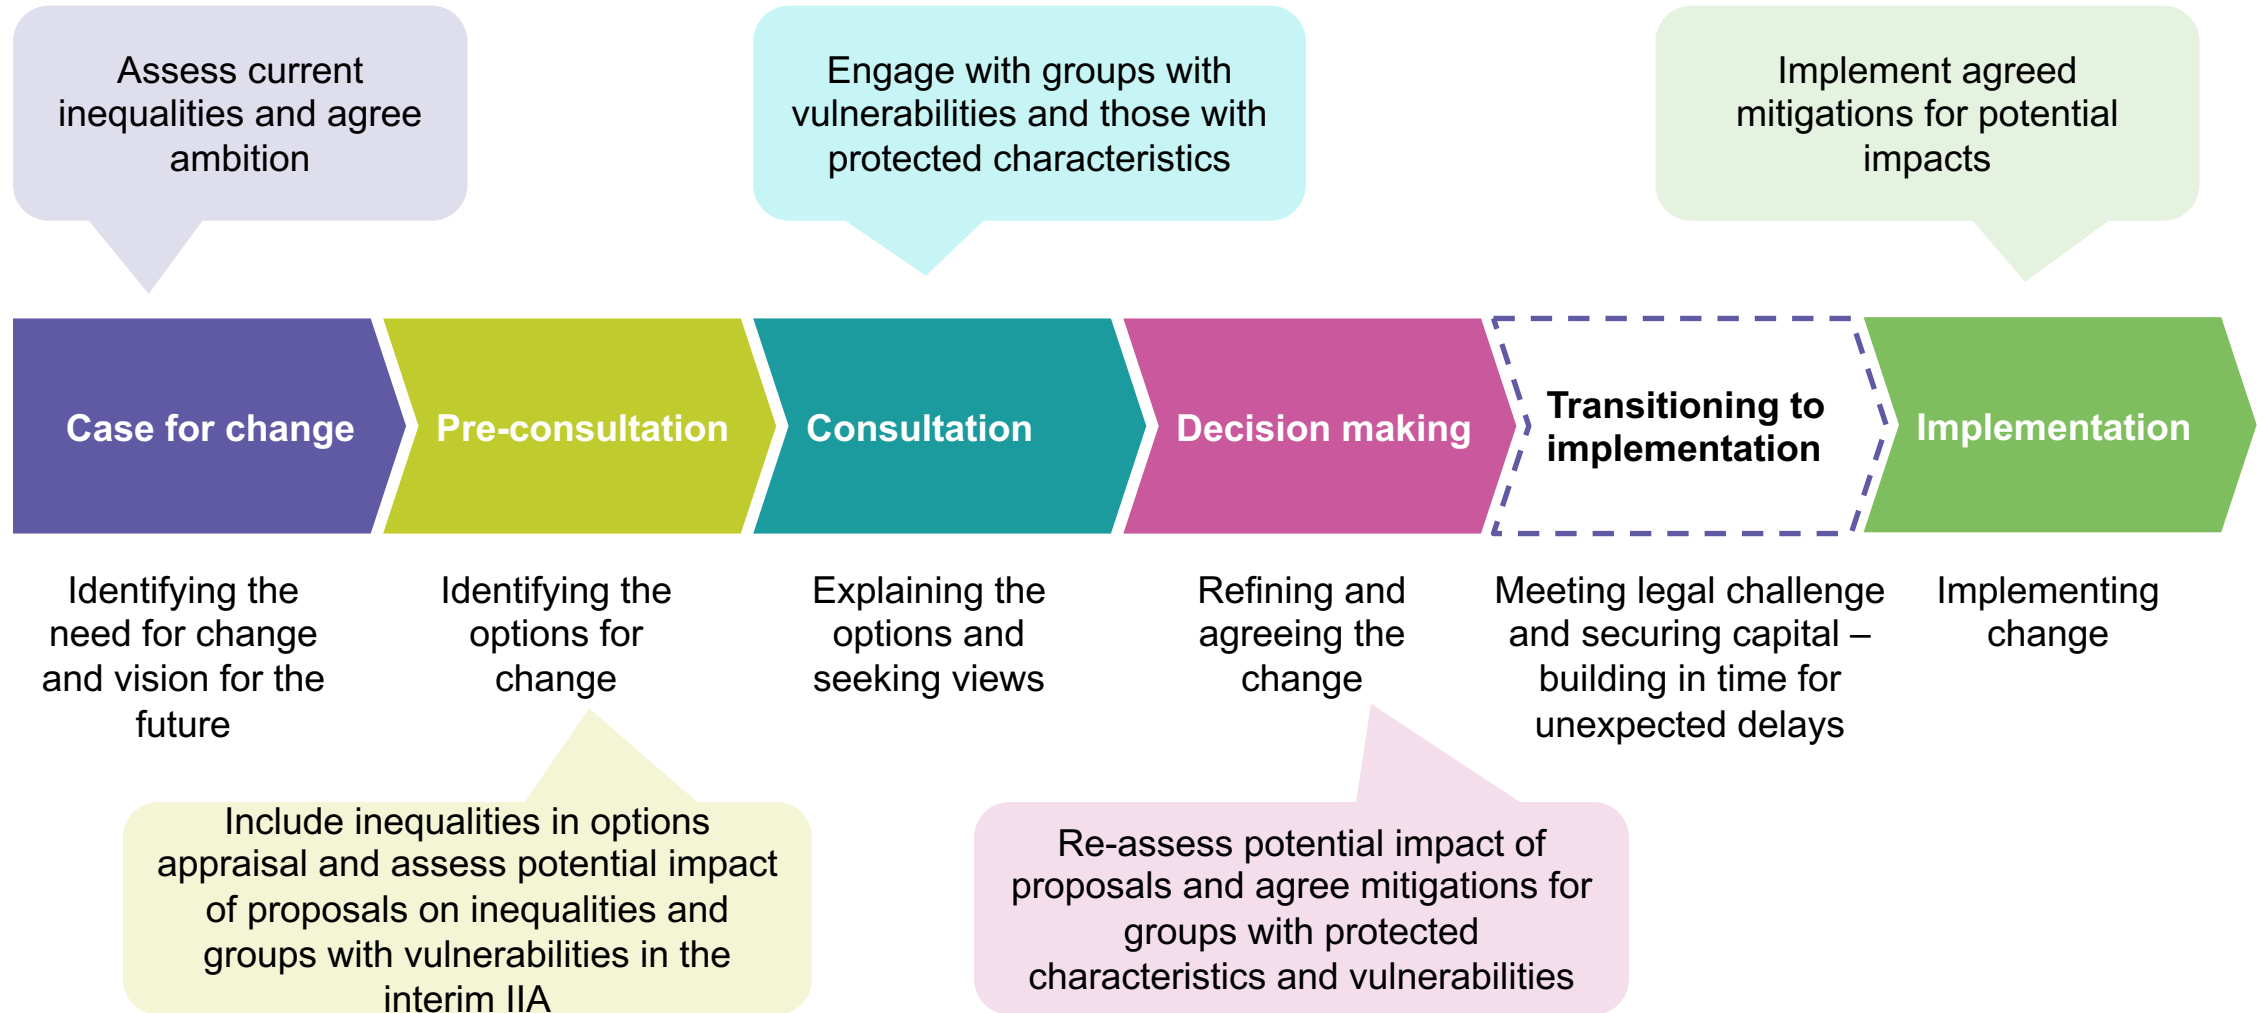 Assess current
inequalities and agree
ambition
Engage with groups with
vulnerabilities and those with
protected characteristics
Implement agreed
mitigations for potential
impacts
Case for change
Pre-consultation
Consultation
Decision making
Transitioning to
implementation
Implementation
Identifying the
need for change
and vision for the
future
Identifying the
options for
change
Explaining the
options and
seeking views
Refining and
agreeing the
change
Meeting legal challenge
and securing capital –
building in time for
unexpected delays
Implementing
change
Include inequalities in options
appraisal and assess potential impact
of proposals on inequalities and
groups with vulnerabilities in the
interim IIA
Re-assess potential impact of
proposals and agree mitigations for
groups with protected
characteristics and vulnerabilities